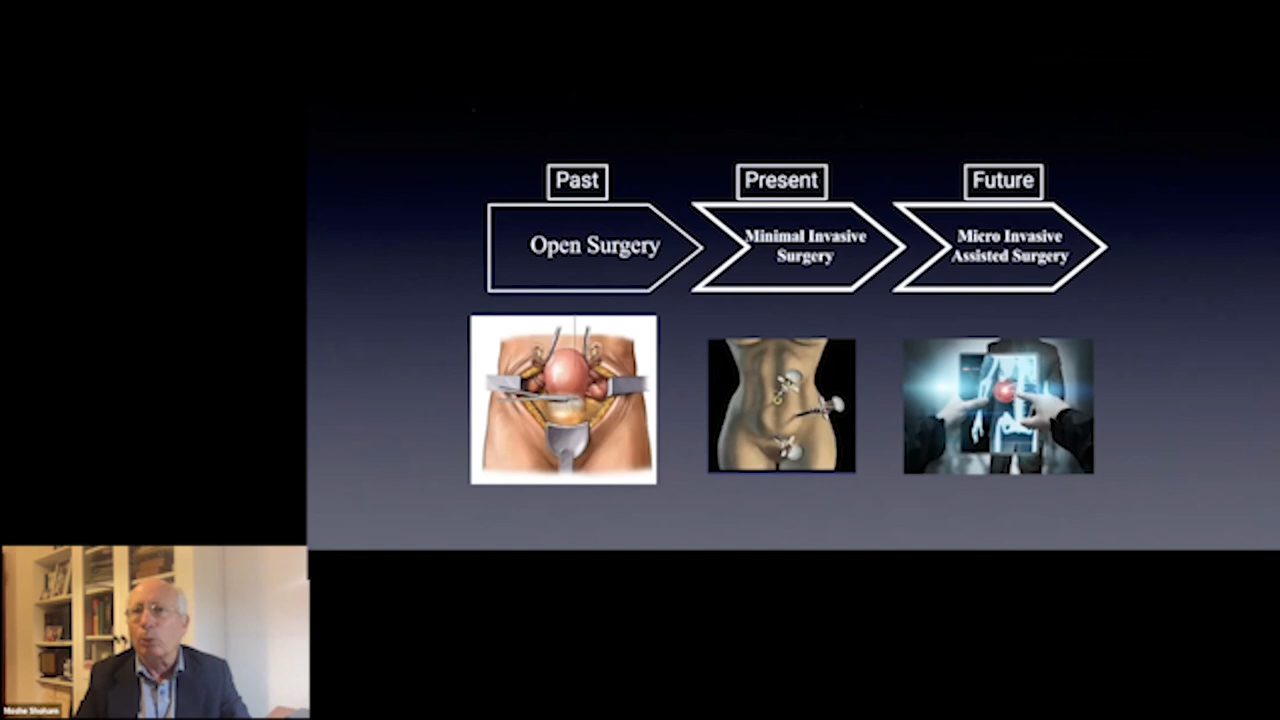 Past
Present
Future
Open Surgery
Minimal Invasive
Surgery
Micro Invasive
Assisted Surgery
Moshe Shoham